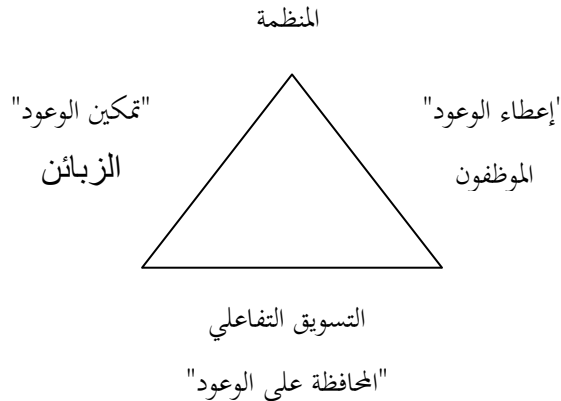 المنظمة
'إعطاء الوعود"
"تمكين الوعود"
الموظفون
الزبائن
التسويق التفاعلي
"المحافظة على الوعود"